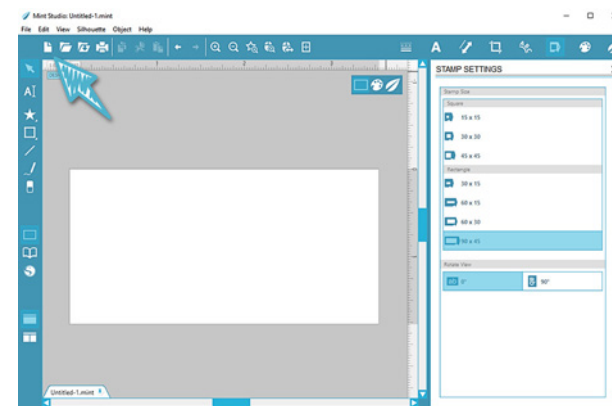 Mint Studio: Untitled-1.mint
File Edit View Silhouette Object Help
STAMP SETTINGS
Stamp Size
Square
15 x 15
30 x 30
45 x 45
Rectangle
30 x 15
60 x 15
60 x 30
90 x 45
Rotate View
0°
90°
Untitled-1.mint